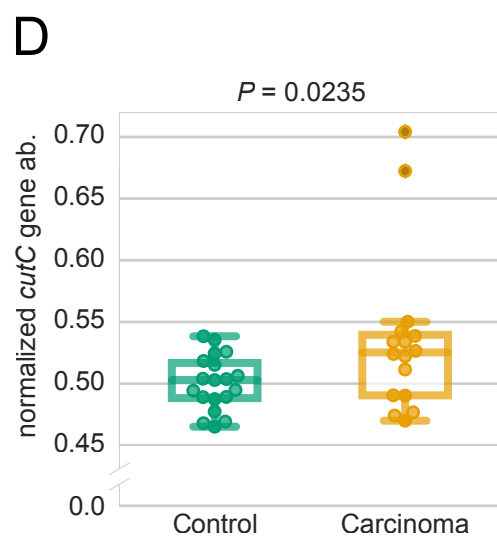 D
P = 0.0235
normalized cutC gene ab.
0.70
0.65
0.60
0.55
0.50
0.45
0.0
Control
Carcinoma